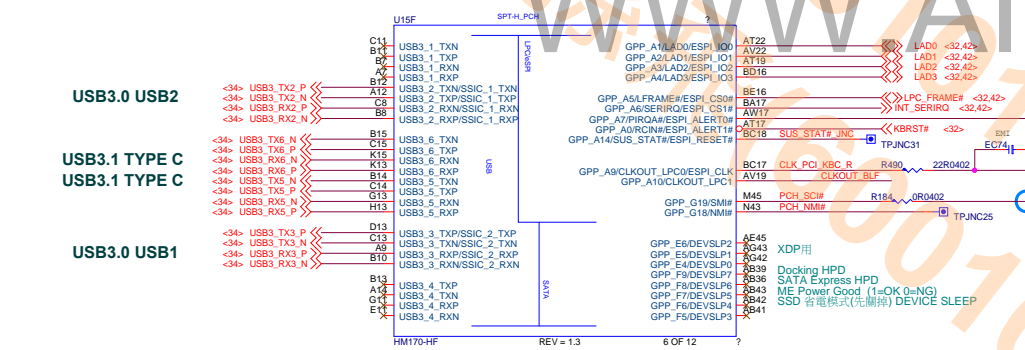 WWW.A
U15F
SPT-H_PCH
?
C11 USB3_1_TXN
B11 USB3_1_TXP
B7 USB3_1_RXN
A7 USB3_1_RXP
USB3.0 USB2
<34> USB3_TX2_P B12 USB3_2_TXN/SSIC_1_TXN
<34> USB3_TX2_N A12 USB3_2_TXP/SSIC_1_TXP
<34> USB3_RX2_P C8 USB3_2_RXN/SSIC_1_RXN
<34> USB3_RX2_N B8 USB3_2_RXP/SSIC_1_RXP
USB3.1 TYPE C
USB3.1 TYPE C
<34> USB3_TX6_N B15 USB3_6_TXN
<34> USB3_TX6_P C15 USB3_6_TXP
<34> USB3_RX6_N K15 USB3_6_RXN
<34> USB3_RX6_P K13 USB3_6_RXP
<34> USB3_TX5_N B14 USB3_5_TXN
<34> USB3_TX5_P C14 USB3_5_TXP
<34> USB3_RX5_N G13 USB3_5_RXN
<34> USB3_RX5_P H13 USB3_5_RXP
USB3.0 USB1
<34> USB3_TX3_P D13 USB3_3_TXP/SSIC_2_TXP
<34> USB3_TX3_N C13 USB3_3_TXN/SSIC_2_TXN
<34> USB3_RX3_P A9 USB3_3_RXP/SSIC_2_RXP
<34> USB3_RX3_N B10 USB3_3_RXN/SSIC_2_RXN
B13 USB3_4_TXP
A14 USB3_4_TXN
G11 USB3_4_RXP
E11 USB3_4_RXN
LPC/eSPI
USB
SATA
GPP_A1/LAD0/ESPI_IO0 AT22 LAD0 <32,42>
GPP_A2/LAD1/ESPI_IO1 AV22 LAD1 <32,42>
GPP_A3/LAD2/ESPI_IO2 AT19 LAD2 <32,42>
GPP_A4/LAD3/ESPI_IO3 BD16 LAD3 <32,42>
GPP_A5/LFRAME#/ESPI_CS0# BE16 LPC_FRAME# <32,42>
GPP_A6/SERIRQ/ESPI_CS1# BA17 INT_SERIRQ <32,42>
GPP_A7/PIRQA#/ESPI_ALERT0# AW17
GPP_A0/RCIN#/ESPI_ALERT1# AT17 KBRST# <32>
GPP_A14/SUS_STAT#/ESPI_RESET# BC18 SUS_STAT#_JNC TPJNC31
EMI
EC74
GPP_A9/CLKOUT_LPC0/ESPI_CLK BC17 CLK_PCI_KBC_R R490 22R0402
GPP_A10/CLKOUT_LPC1 AV19 CLKOUT_BLF
GPP_G19/SMI# M45 PCH_SCI# R184 0R0402
GPP_G18/NMI# N43 PCH_NMI# TPJNC25
GPP_E6/DEVSLP2 AE45
GPP_E5/DEVSLP1 AG43 XDP用
GPP_E4/DEVSLP0 AG42
GPP_F9/DEVSLP7 AB39 Docking HPD
GPP_F8/DEVSLP6 AB36 SATA Express HPD
GPP_F7/DEVSLP5 AB43 ME Power Good (1=OK 0=NG)
GPP_F6/DEVSLP4 AB42 SSD 省電模式(先關掉) DEVICE SLEEP
GPP_F5/DEVSLP3 AB41
HM170-HF
REV = 1.3
6 OF 12
?